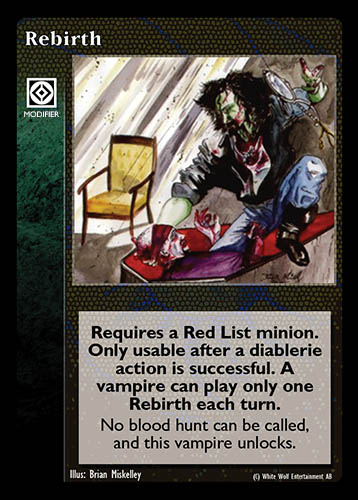 Rebirth
MODIFIER
Requires a Red List minion.
Only usable after a diablerie
action is successful. A
vampire can play only one
Rebirth each turn.
No blood hunt can be called,
and this vampire unlocks.
Illus: Brian Miskelley
(C) White Wolf Entertainment AB